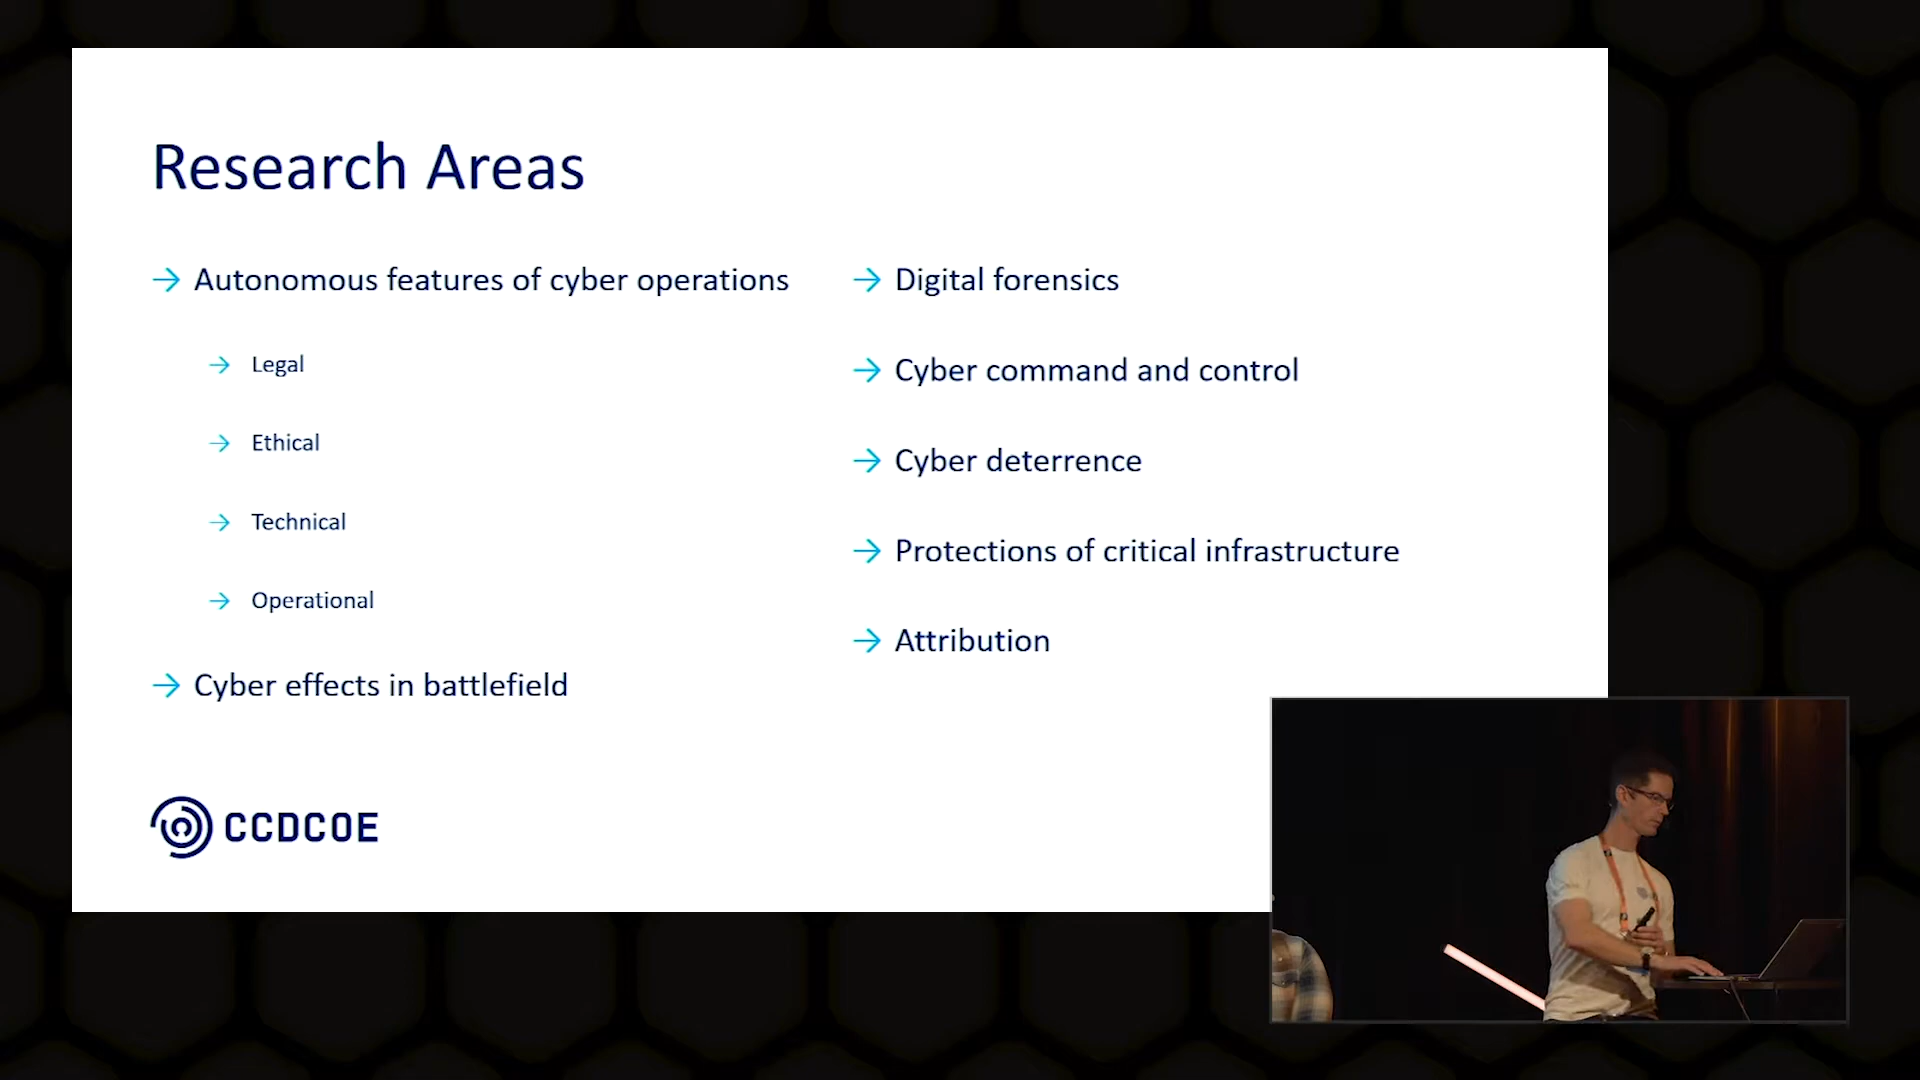 Research Areas
Autonomous features of cyber operations
Legal
Ethical
Technical
Operational
Cyber effects in battlefield
Digital forensics
Cyber command and control
Cyber deterrence
Protections of critical infrastructure
Attribution
CCDCOE